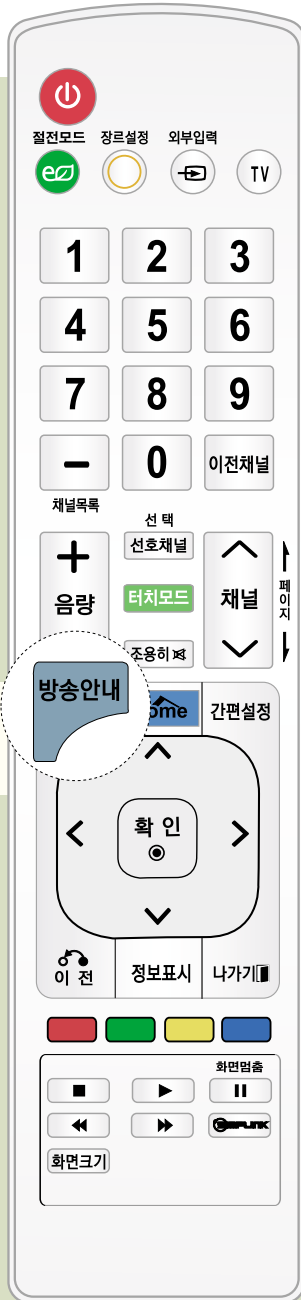 절전모드 장르설정 외부입력
e TV
1 2 3
4 5 6
7 8 9
- 0 이전채널
채널목록
선 택
선호채널
+
음량
터치모드
채널
페이지
조용히
방송안내
ome
간편설정
확 인
이 전
정보표시
나가기
화면멈춤
화면크기